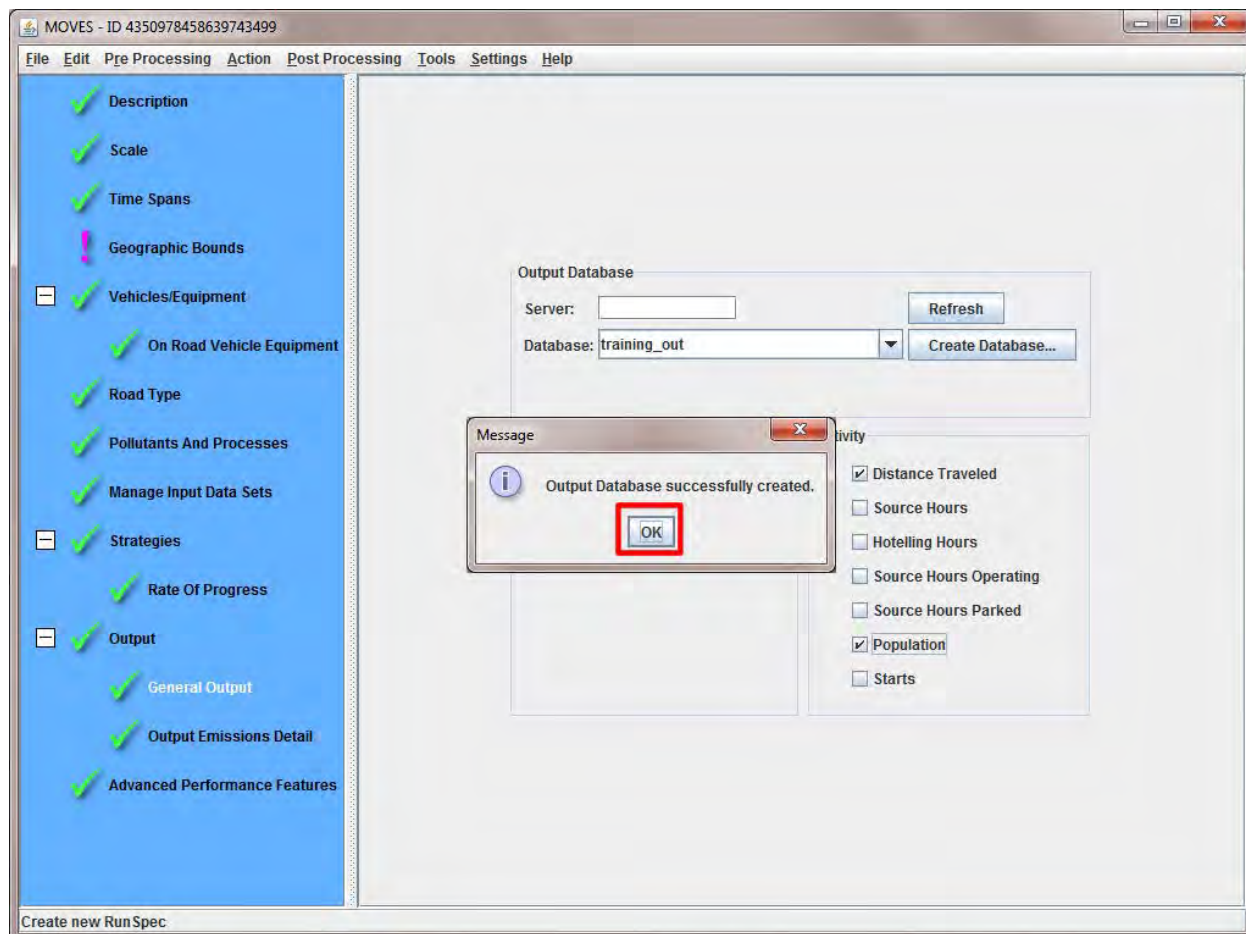 MOVES - ID 4350978458639743499
File Edit Pre Processing Action Post Processing Tools Settings Help
Description
Scale
Time Spans
Geographic Bounds
Vehicles/Equipment
On Road Vehicle Equipment
Road Type
Pollutants And Processes
Manage Input Data Sets
Strategies
Rate Of Progress
Output
General Output
Output Emissions Detail
Advanced Performance Features
Output Database
Server:
Refresh
Database: training_out
Create Database...
Message
Output Database successfully created.
OK
tivity
Distance Traveled
Source Hours
Hotelling Hours
Source Hours Operating
Source Hours Parked
Population
Starts
Create new RunSpec